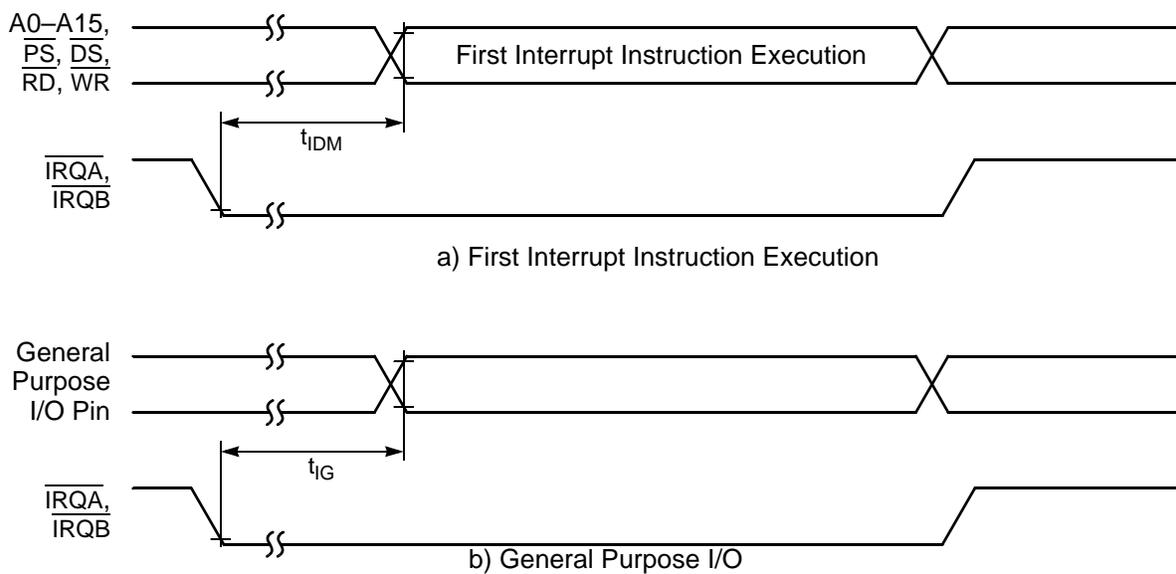 A0–A15,
PS, DS,
RD, WR
First Interrupt Instruction Execution
tIDM
IRQA,
IRQB
a) First Interrupt Instruction Execution
General
Purpose
I/O Pin
tIG
IRQA,
IRQB
b) General Purpose I/O